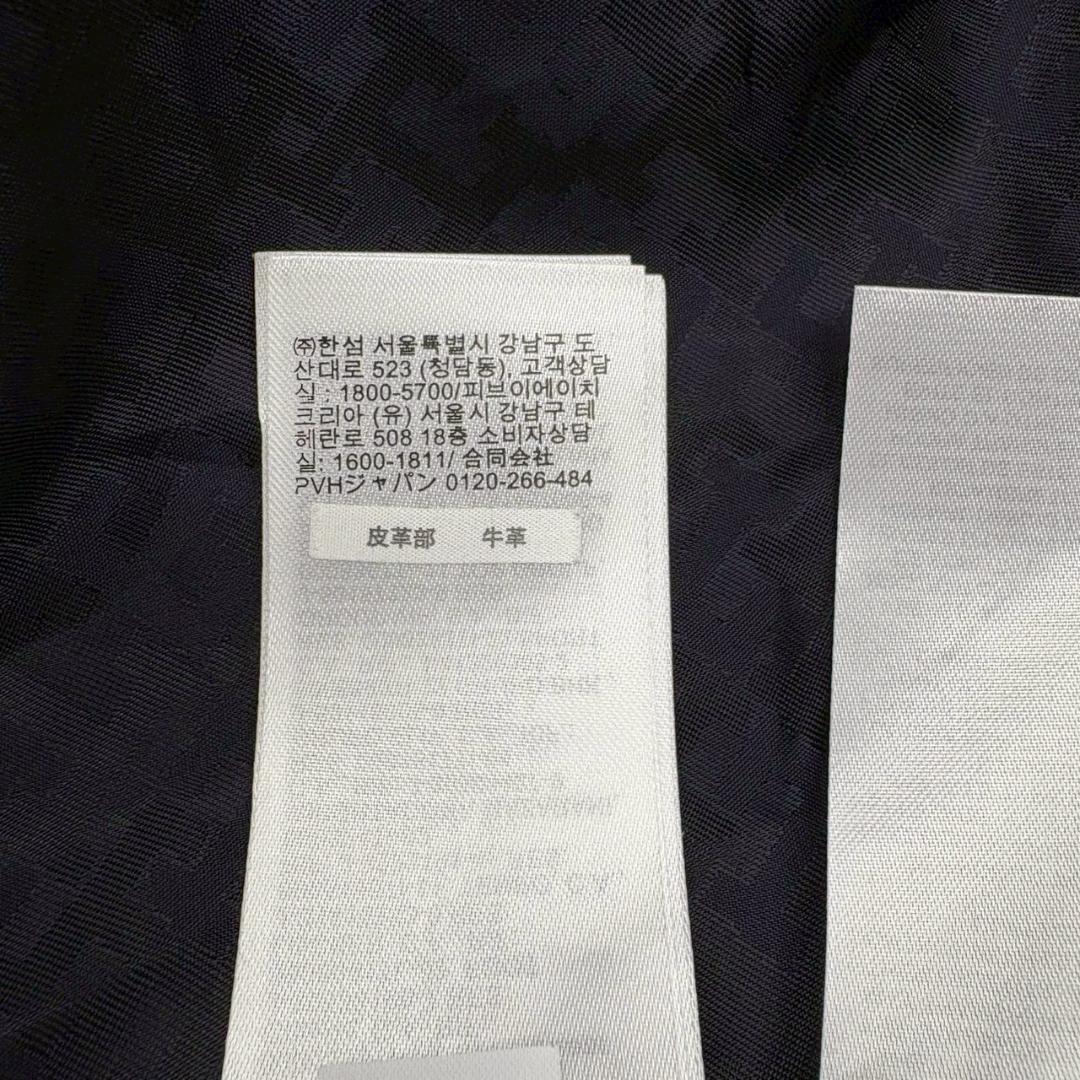 ㈜한섬 서울특별시 강남구 도
산대로 523 (청담동), 고객상담
실 : 1800-5700/피브이에이치
코리아 (유) 서울시 강남구 테
헤란로 508 18층 소비자상담
실: 1600-1811/ 合同会社
PVHジャパン 0120-266-484
皮革部 牛革